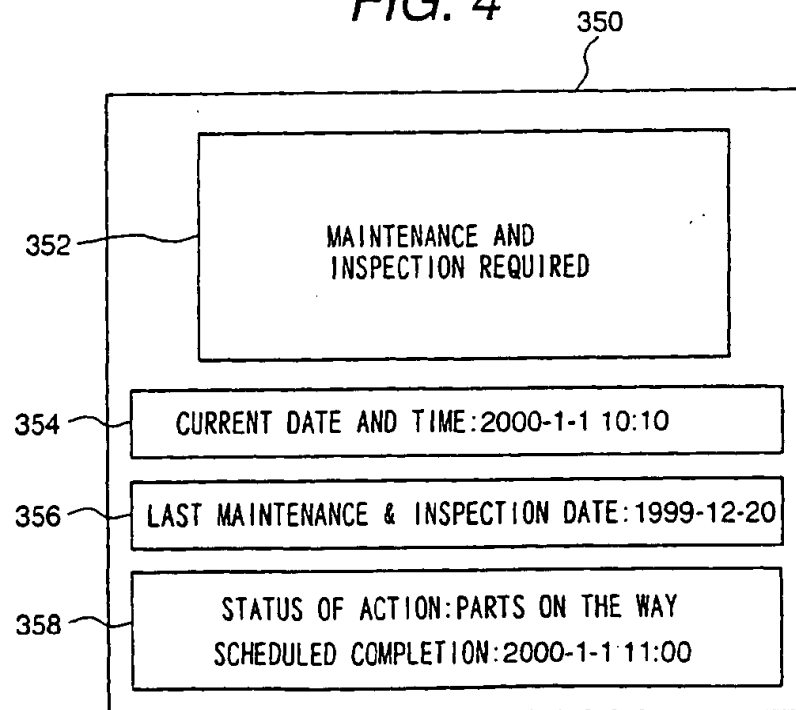 FIG. 4
350
352
MAINTENANCE AND
INSPECTION REQUIRED
354
CURRENT DATE AND TIME:2000-1-1 10:10
356
LAST MAINTENANCE & INSPECTION DATE:1999-12-20
358
STATUS OF ACTION:PARTS ON THE WAY
SCHEDULED COMPLETION:2000-1-1 11:00